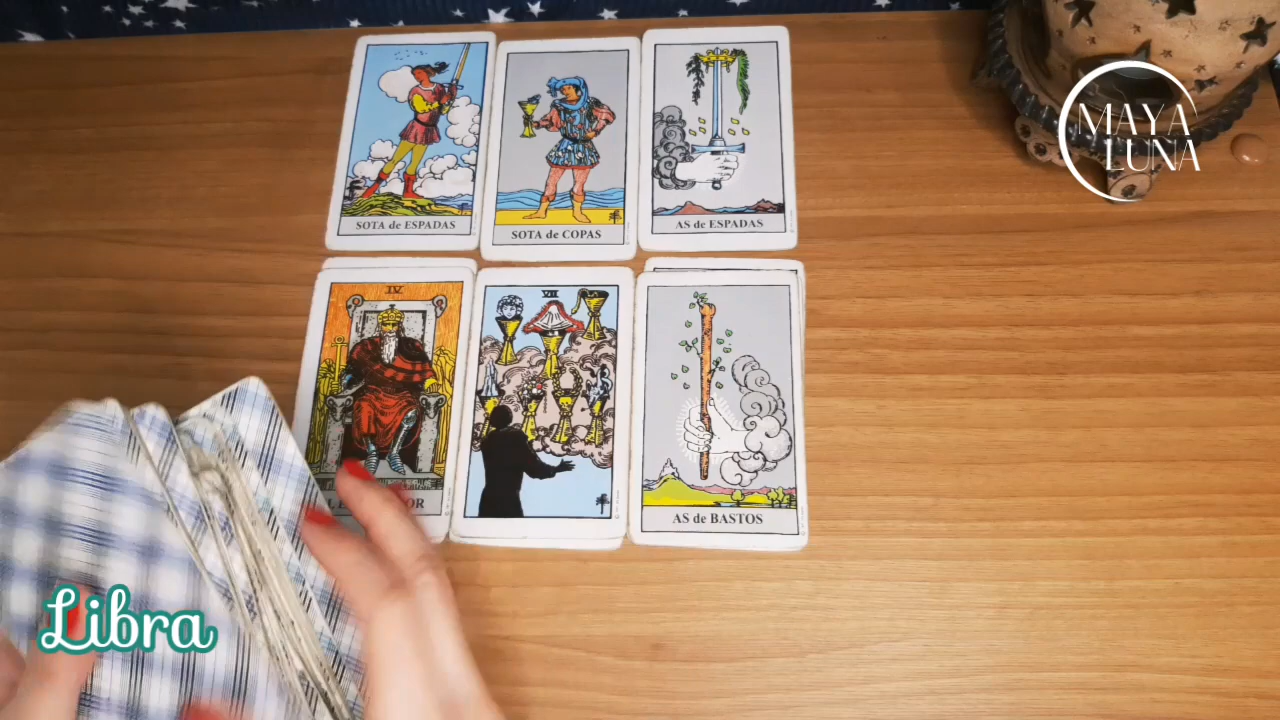 MAYA
LUNA
SOTA de ESPADAS
SOTA de COPAS
AS de ESPADAS
IV
VII
AS de BASTOS
Libra